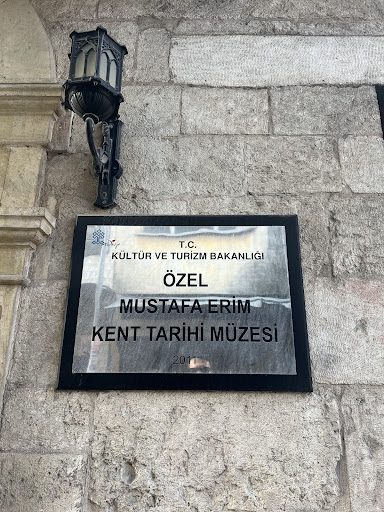 T.C.
KÜLTÜR VE TURİZM BAKANLIĞI
ÖZEL
MUSTAFA ERİM
KENT TARİHİ MÜZESİ